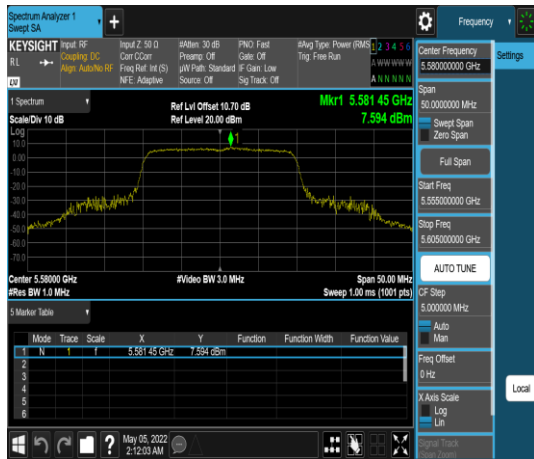 Spectrum Analyzer 1
Swept SA
+
Frequency
KEYSIGHT
RL
Input: RF
Coupling: DC
Align: Auto/No RF
Input Z: 50 Ω
Corr CCorr
Freq Ref: Int (S)
NFE: Adaptive
#Atten: 30 dB
Preamp: Off
µW Path: Standard
Source: Off
PNO: Fast
Gate: Off
IF Gain: Low
Sig Track: Off
#Avg Type: Power (RMS)
Trig: Free Run
1 2 3 4 5 6
A W W W W W
A N N N N N
LXI
1 Spectrum
Scale/Div 10 dB
Ref Lvl Offset 10.70 dB
Ref Level 20.00 dBm
Mkr1 5.581 45 GHz
7.594 dBm
Log
10.0
0.00
-10.0
-20.0
-30.0
-40.0
-50.0
-60.0
-70.0
1
Center 5.58000 GHz
#Res BW 1.0 MHz
#Video BW 3.0 MHz
Span 50.00 MHz
Sweep 1.00 ms (1001 pts)
5 Marker Table
Mode Trace Scale X Y Function Function Width Function Value
1 N 1 f 5.581 45 GHz 7.594 dBm
2
3
4
5
6
May 05, 2022
2:12:03 AM
Center Frequency
5.580000000 GHz
Span
50.0000000 MHz
Swept Span
Zero Span
Full Span
Start Freq
5.555000000 GHz
Stop Freq
5.605000000 GHz
AUTO TUNE
CF Step
5.000000 MHz
Auto
Man
Freq Offset
0 Hz
X Axis Scale
Log
Lin
Signal Track
(Span Zoom)
Settings
Local